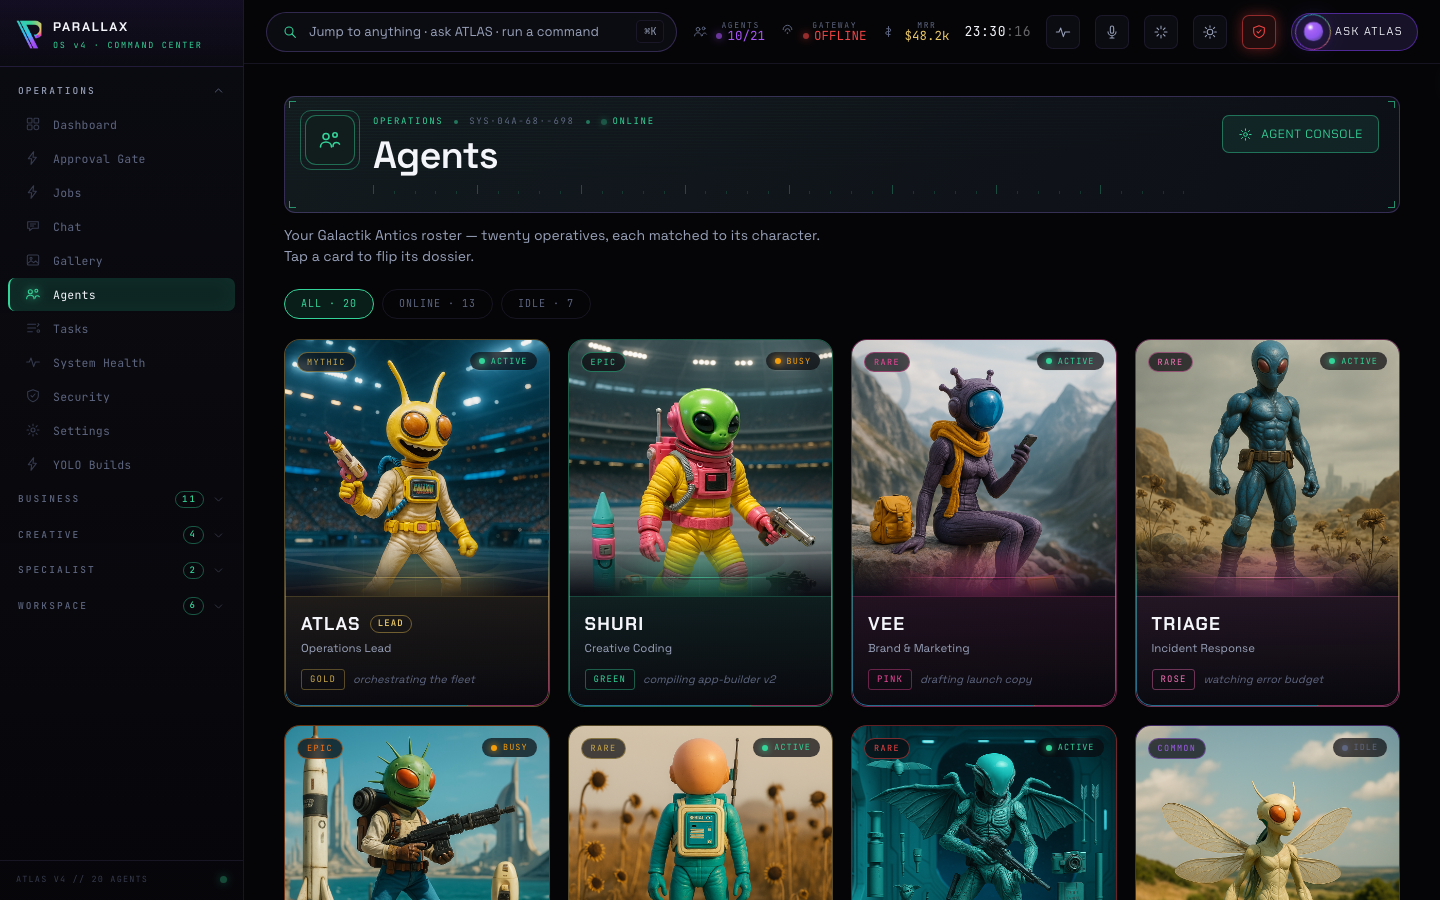 PARALLAX
OS v4 · COMMAND CENTER
Jump to anything · ask ATLAS · run a command
⌘K
AGENTS
10/21
GATEWAY
OFFLINE
MRR
$48.2k
23:30:16
ASK ATLAS
OPERATIONS
Dashboard
Approval Gate
Jobs
Chat
Gallery
Agents
Tasks
System Health
Security
Settings
YOLO Builds
BUSINESS 11
CREATIVE 4
SPECIALIST 2
WORKSPACE 6
ATLAS V4 // 20 AGENTS
OPERATIONS • SYS·04A-68--698 • ONLINE
Agents
AGENT CONSOLE
Your Galactik Antics roster — twenty operatives, each matched to its character.
Tap a card to flip its dossier.
ALL · 20
ONLINE · 13
IDLE · 7
MYTHIC
ACTIVE
ATLAS LEAD
Operations Lead
GOLD orchestrating the fleet
EPIC
BUSY
SHURI
Creative Coding
GREEN compiling app-builder v2
RARE
ACTIVE
VEE
Brand & Marketing
PINK drafting launch copy
RARE
ACTIVE
TRIAGE
Incident Response
ROSE watching error budget
EPIC
BUSY
RARE
ACTIVE
RARE
ACTIVE
COMMON
IDLE